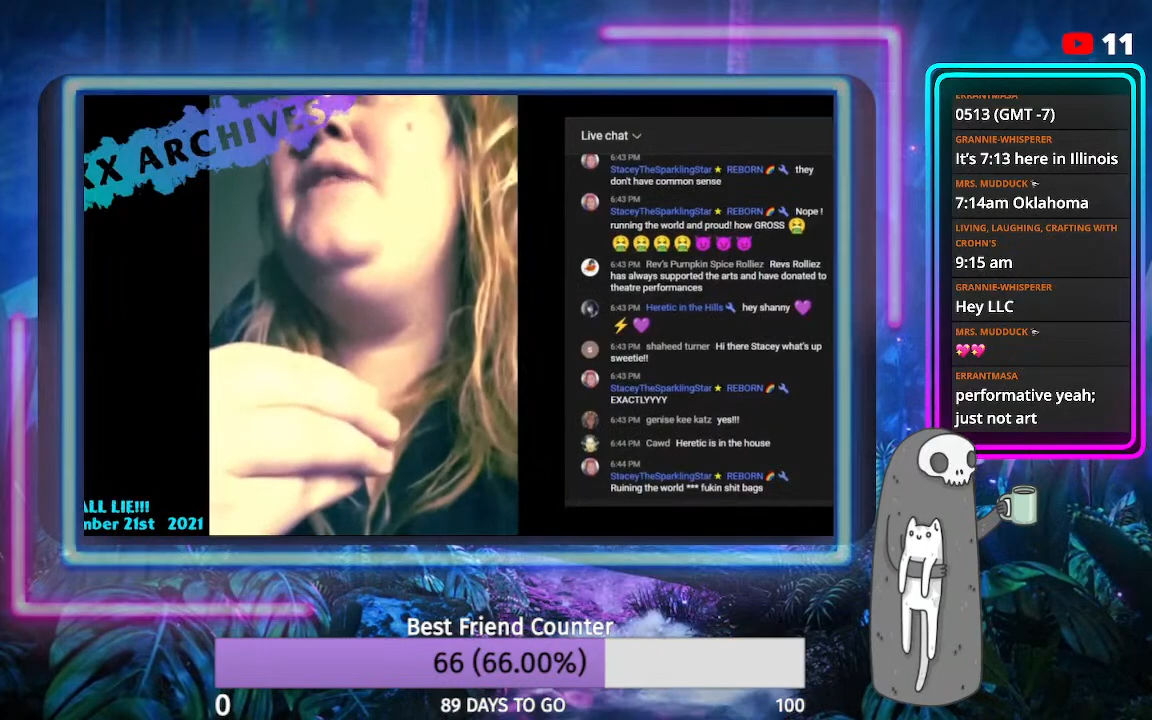 11
XX ARCHIVES
ALL LIE!!!
mber 21st 2021
Live chat
6:43 PM
StaceyTheSparklingStar REBORN they
don't have common sense
6:43 PM
StaceyTheSparklingStar REBORN Nope !
running the world and proud! how GROSS
6:43 PM Rev's Pumpkin Spice Rolliez Revs Rolliez
has always supported the arts and have donated to
theatre performances
6:43 PM Heretic in the Hills hey shanny
S
6:43 PM shaheed turner Hi there Stacey what's up
sweetie!!
6:43 PM
StaceyTheSparklingStar REBORN
EXACTLYYYY
6:43 PM genise kee katz yes!!!
6:44 PM Cawd Heretic is in the house
6:44 PM
StaceyTheSparklingStar REBORN
Ruining the world *** fukin shit bags
ERRANTMASA
0513 (GMT -7)
GRANNIE-WHISPERER
It's 7:13 here in Illinois
MRS. MUDDUCK
7:14am Oklahoma
LIVING, LAUGHING, CRAFTING WITH
CROHN'S
9:15 am
GRANNIE-WHISPERER
Hey LLC
MRS. MUDDUCK
ERRANTMASA
performative yeah;
just not art
Best Friend Counter
66 (66.00%)
0
89 DAYS TO GO
100